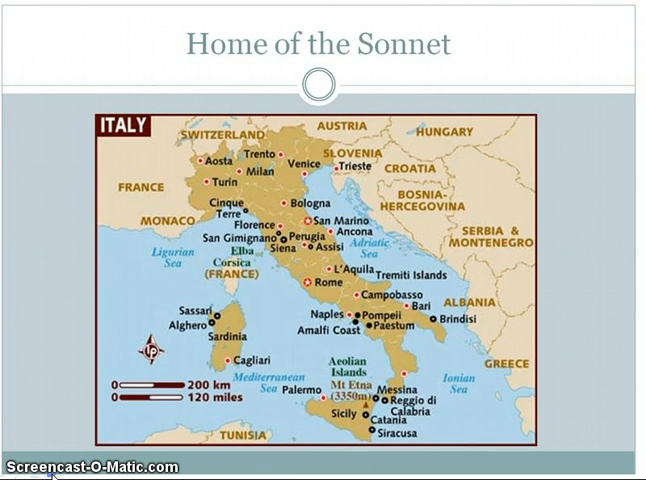 Home of the Sonnet
ITALY
SWITZERLAND
AUSTRIA
HUNGARY
SLOVENIA
CROATIA
BOSNIA-
HERCEGOVINA
SERBIA &
MONTENEGRO
FRANCE
MONACO
Aosta
Trento
Milan
Venice
Trieste
Turin
Cinque
Terre
Bologna
Florence
San Marino
Ancona
San Gimignano
Perugia
Siena
Assisi
Adriatic
Sea
Ligurian
Sea
Elba
Corsica
(FRANCE)
L'Aquila
Tremiti Islands
Rome
Campobasso
Bari
ALBANIA
Sassari
Alghero
Sardinia
Naples
Pompeii
Brindisi
Amalfi Coast
Paestum
Cagliari
GREECE
UP
0 200 km
0 120 miles
Mediterranean
Sea
Aeolian
Islands
Mt Etna
(3350m)
Ionian
Sea
Palermo
Messina
Reggio di
Calabria
Sicily
Catania
Siracusa
TUNISIA
Screencast-O-Matic.com